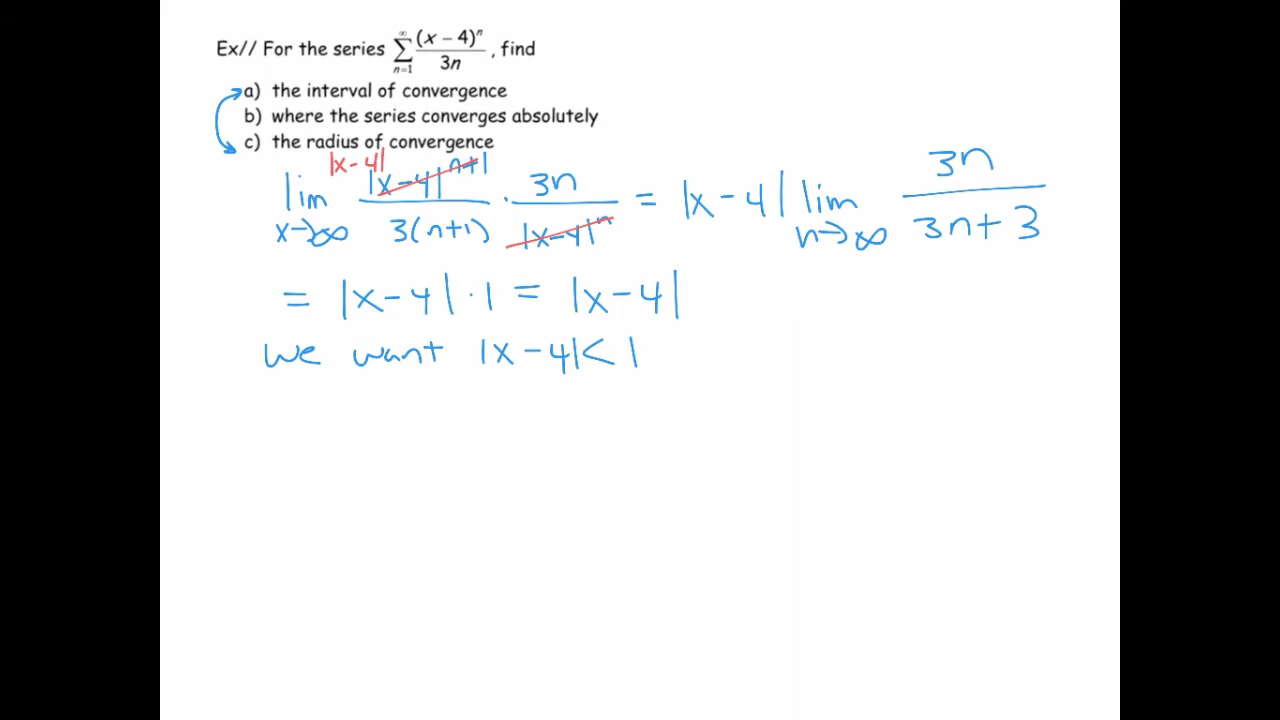 Ex// For the series ∑_{n=1}^{∞} (x − 4)^n / 3n , find
a) the interval of convergence
b) where the series converges absolutely
c) the radius of convergence
|x-4|
lim_{x→∞} |x-4|^{n+1} / 3(n+1) · 3n / |x-4|^n = |x-4| lim_{n→∞} 3n / 3n+3
= |x-4| · 1 = |x-4|
We want |x-4| < 1